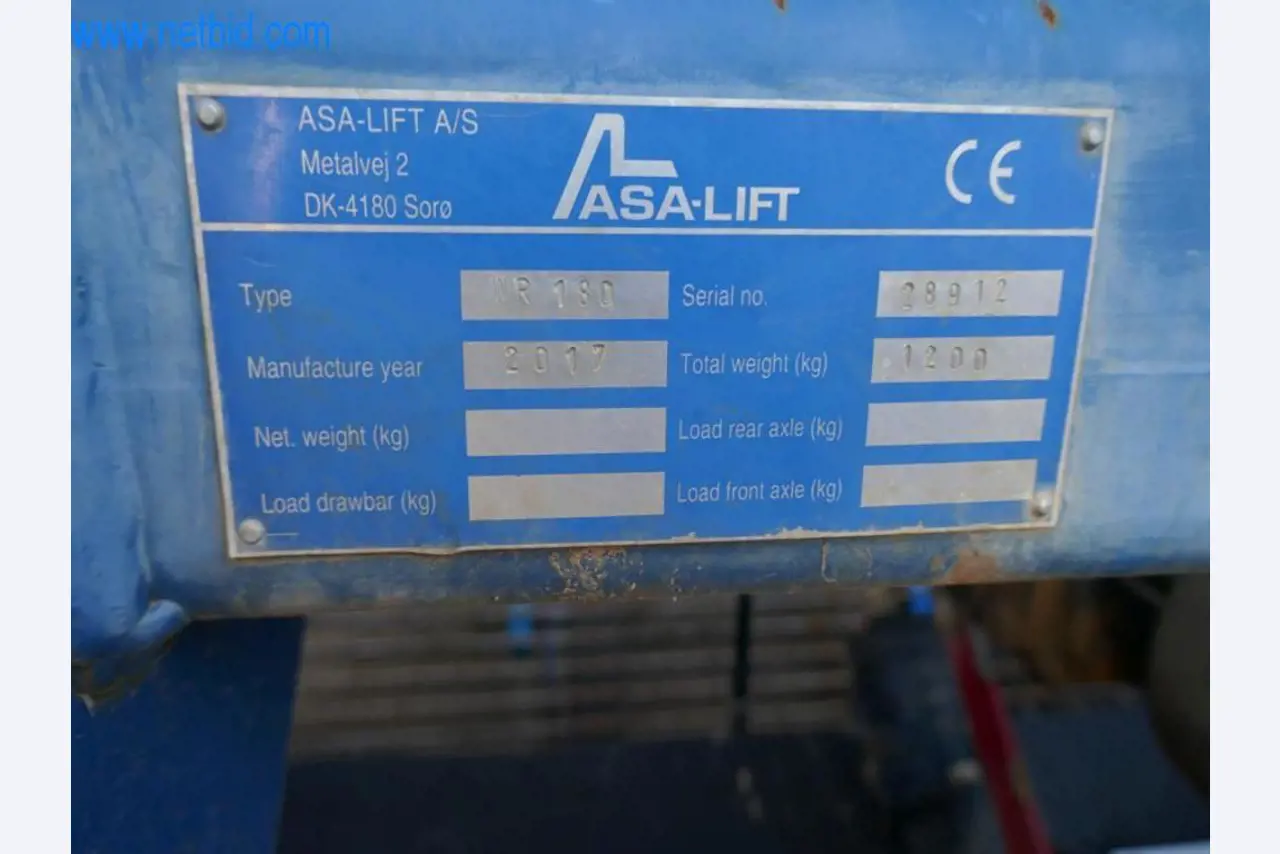 www.netbid.com
ASA-LIFT A/S
Metalvej 2
DK-4180 Sorø
ASA-LIFT
CE
Type WR 180 Serial no. 28912
Manufacture year 2017 Total weight (kg) 1200
Net. weight (kg) Load rear axle (kg)
Load drawbar (kg) Load front axle (kg)